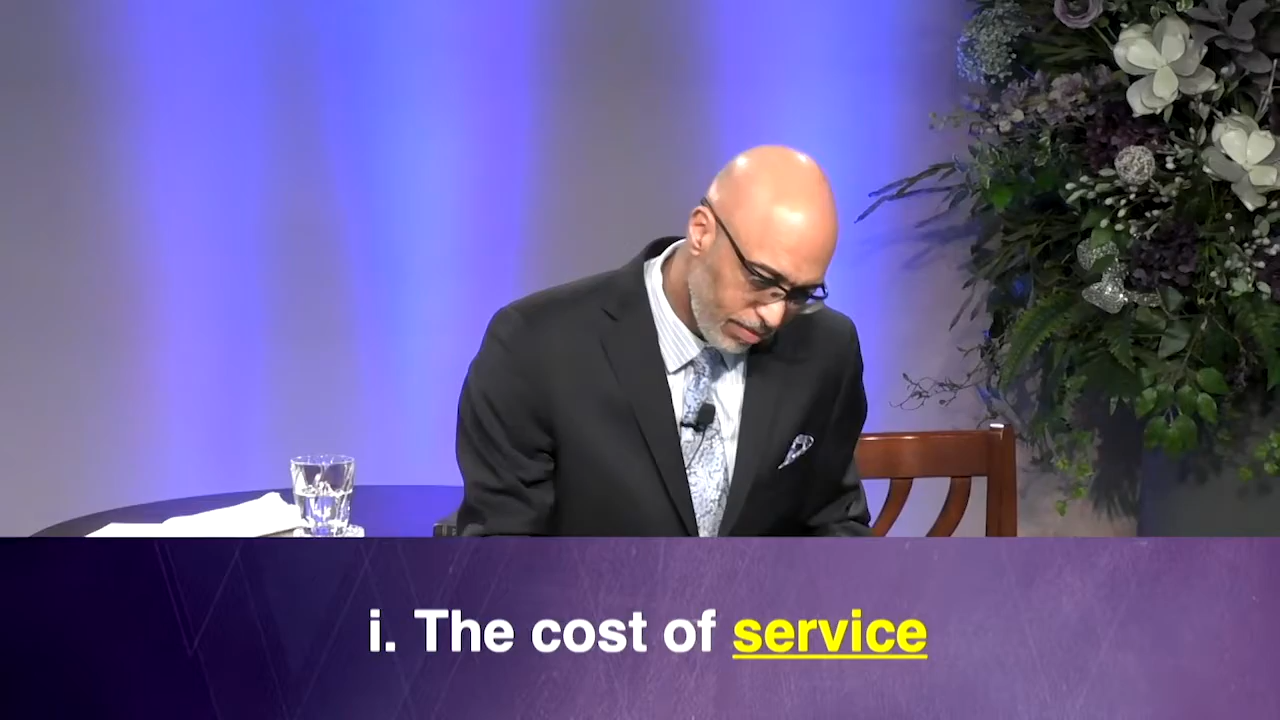 i. The cost of service